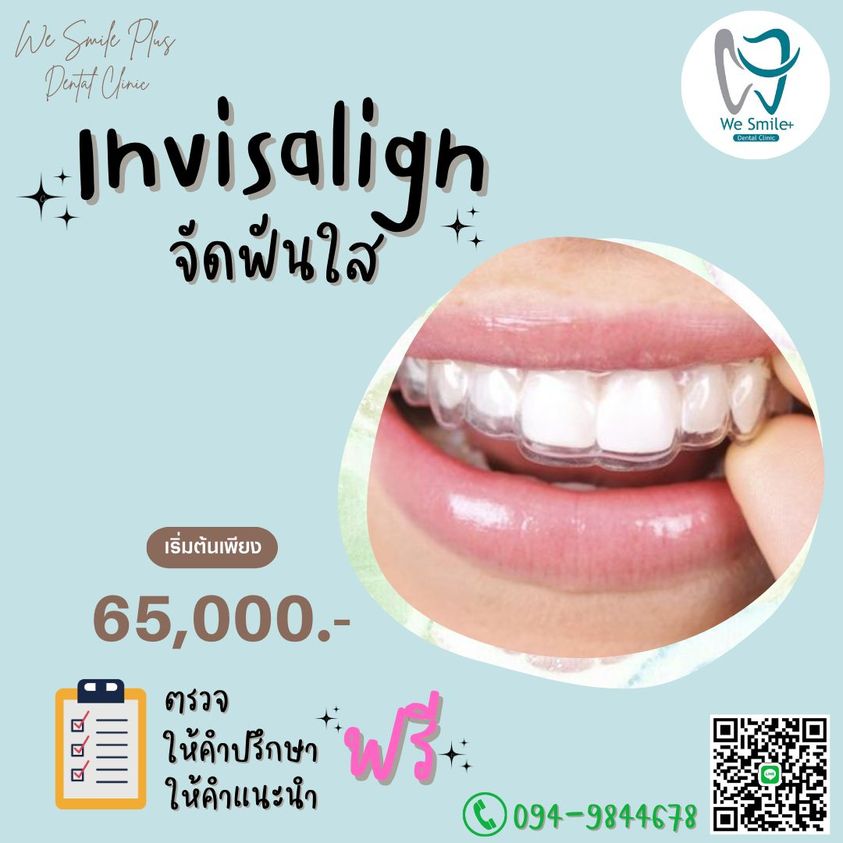 We Smile Plus
Dental Clinic
We Smile+
Dental Clinic
Invisalign
จัดฟันใส
เริ่มต้นเพียง
65,000.-
ตรวจ
ให้คำปรึกษา
ให้คำแนะนำ
ฟรี
094-9844678
LINE